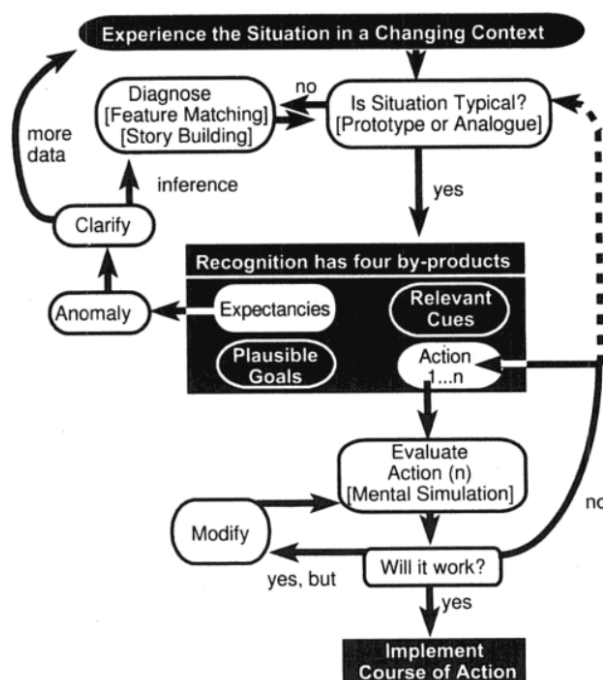 Experience the Situation in a Changing Context
Diagnose
[Feature Matching]
[Story Building]
no
Is Situation Typical?
[Prototype or Analogue]
more
data
inference
yes
Clarify
Recognition has four by-products
Anomaly
Expectancies
Relevant
Cues
Plausible
Goals
Action
1...n
Evaluate
Action (n)
[Mental Simulation]
no
Modify
yes, but
Will it work?
yes
Implement
Course of Action